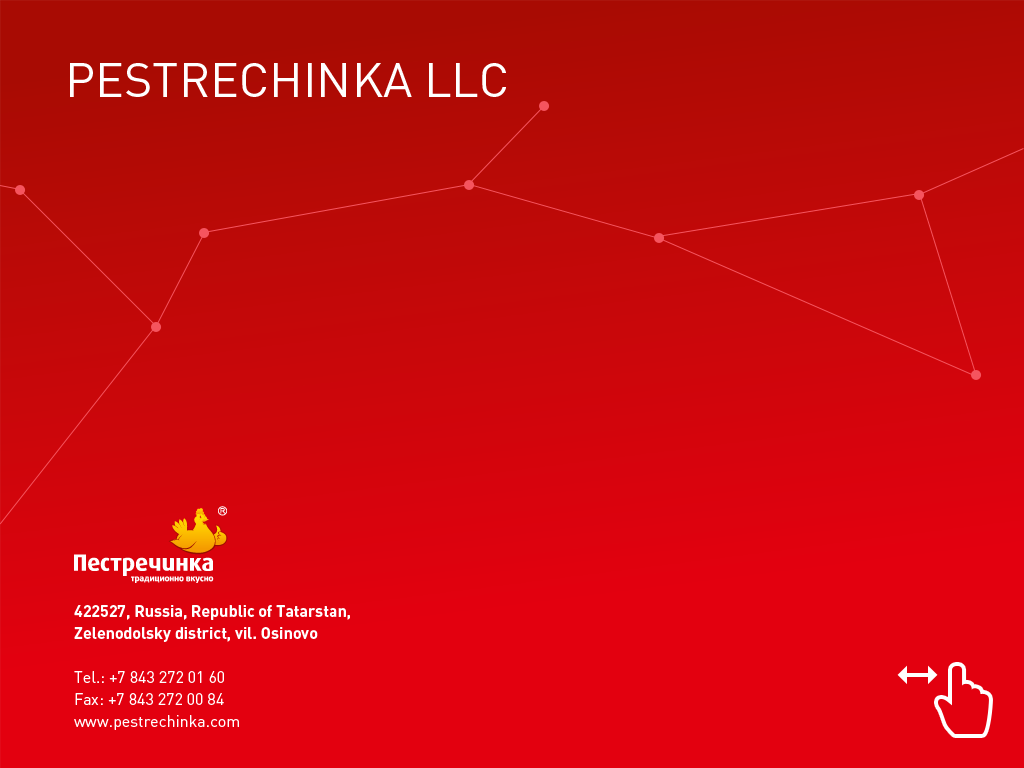 PESTRECHINKA LLC
®
Пестречинка
традиционно вкусно
422527, Russia, Republic of Tatarstan,
Zelenodolsky district, vil. Osinovo
Tel.: +7 843 272 01 60
Fax: +7 843 272 00 84
www.pestrechinka.com